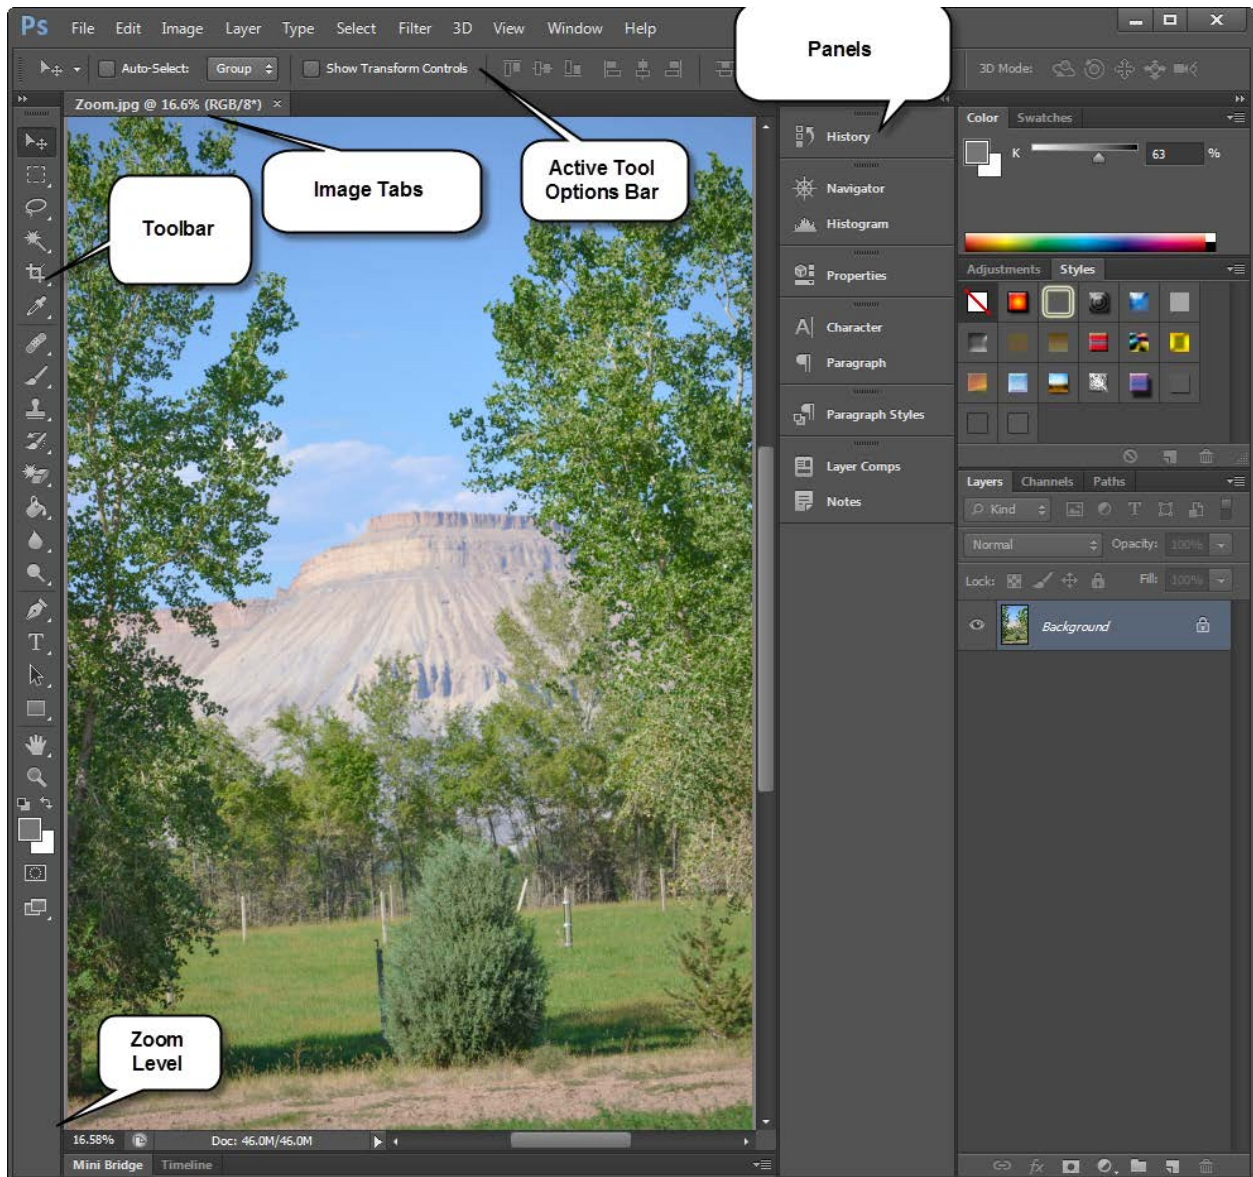 Ps File Edit Image Layer Type Select Filter 3D View Window Help
Panels
Auto-Select: Group Show Transform Controls
3D Mode:
Zoom.jpg @ 16.6% (RGB/8*) ×
Image Tabs
Active Tool
Options Bar
Toolbar
Zoom
Level
16.58% Doc: 46.0M/46.0M
Mini Bridge Timeline
History
Navigator
Histogram
Properties
Character
Paragraph
Paragraph Styles
Layer Comps
Notes
Color Swatches
K 63 %
Adjustments Styles
Layers Channels Paths
Kind
Normal Opacity: 100%
Lock: Fill: 100%
Background
fx